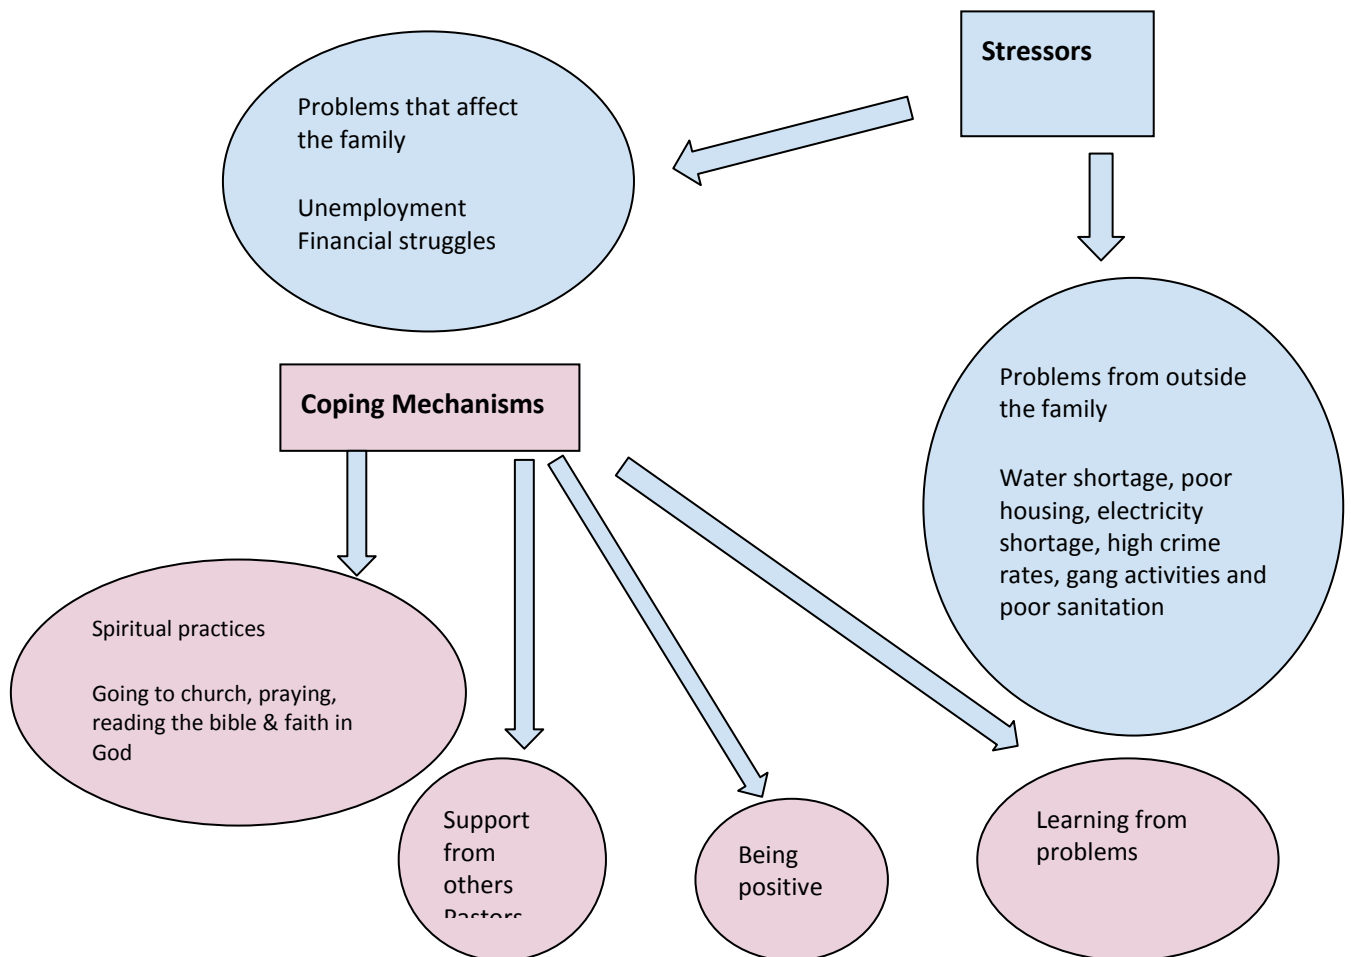 Stressors
Problems that affect
the family
Unemployment
Financial struggles
Problems from outside
the family
Water shortage, poor
housing, electricity
shortage, high crime
rates, gang activities and
poor sanitation
Coping Mechanisms
Spiritual practices
Going to church, praying,
reading the bible & faith in
God
Support
from
others
Pastors
Being
positive
Learning from
problems